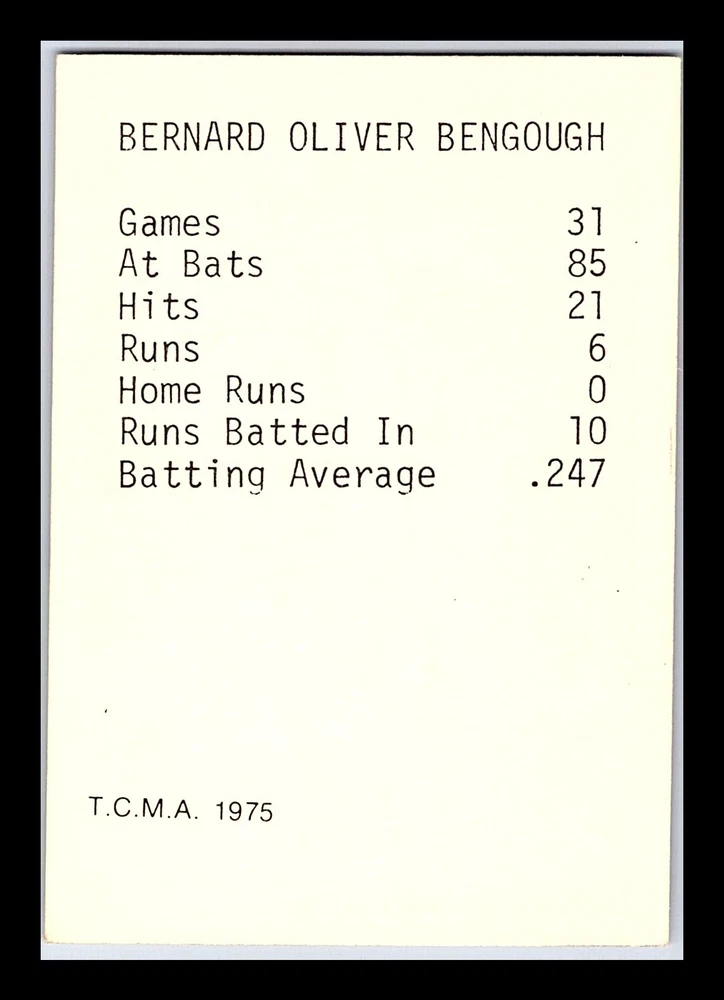 BERNARD OLIVER BENGOUGH
Games 31
At Bats 85
Hits 21
Runs 6
Home Runs 0
Runs Batted In 10
Batting Average .247
T.C.M.A. 1975